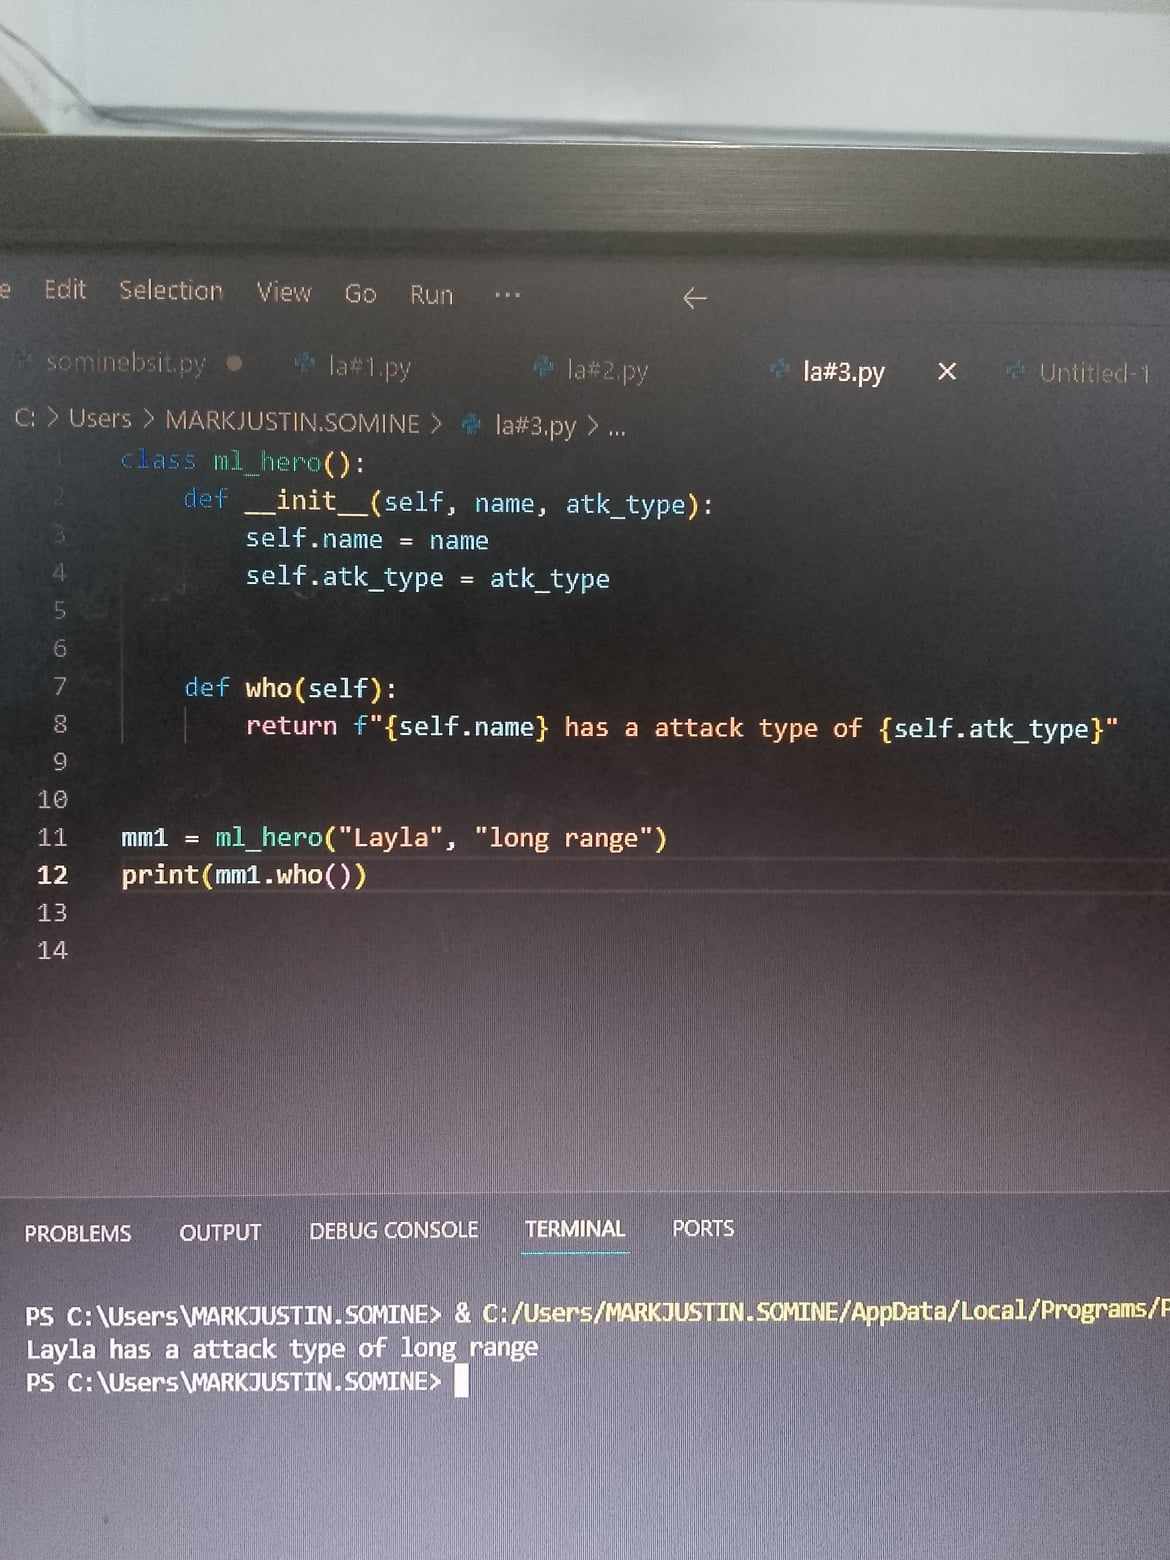 Edit Selection View Go Run ...
sominebsit.py la#1.py la#2.py la#3.py Untitled-1
C: > Users > MARKJUSTIN.SOMINE > la#3.py > ...
1 class ml_hero():
2 def __init__(self, name, atk_type):
3 self.name = name
4 self.atk_type = atk_type
5
6
7 def who(self):
8 return f"{self.name} has a attack type of {self.atk_type}"
9
10
11 mm1 = ml_hero("Layla", "long range")
12 print(mm1.who())
13
14
PROBLEMS OUTPUT DEBUG CONSOLE TERMINAL PORTS
PS C:\Users\MARKJUSTIN.SOMINE> & C:/Users/MARKJUSTIN.SOMINE/AppData/Local/Programs/
Layla has a attack type of long range
PS C:\Users\MARKJUSTIN.SOMINE>